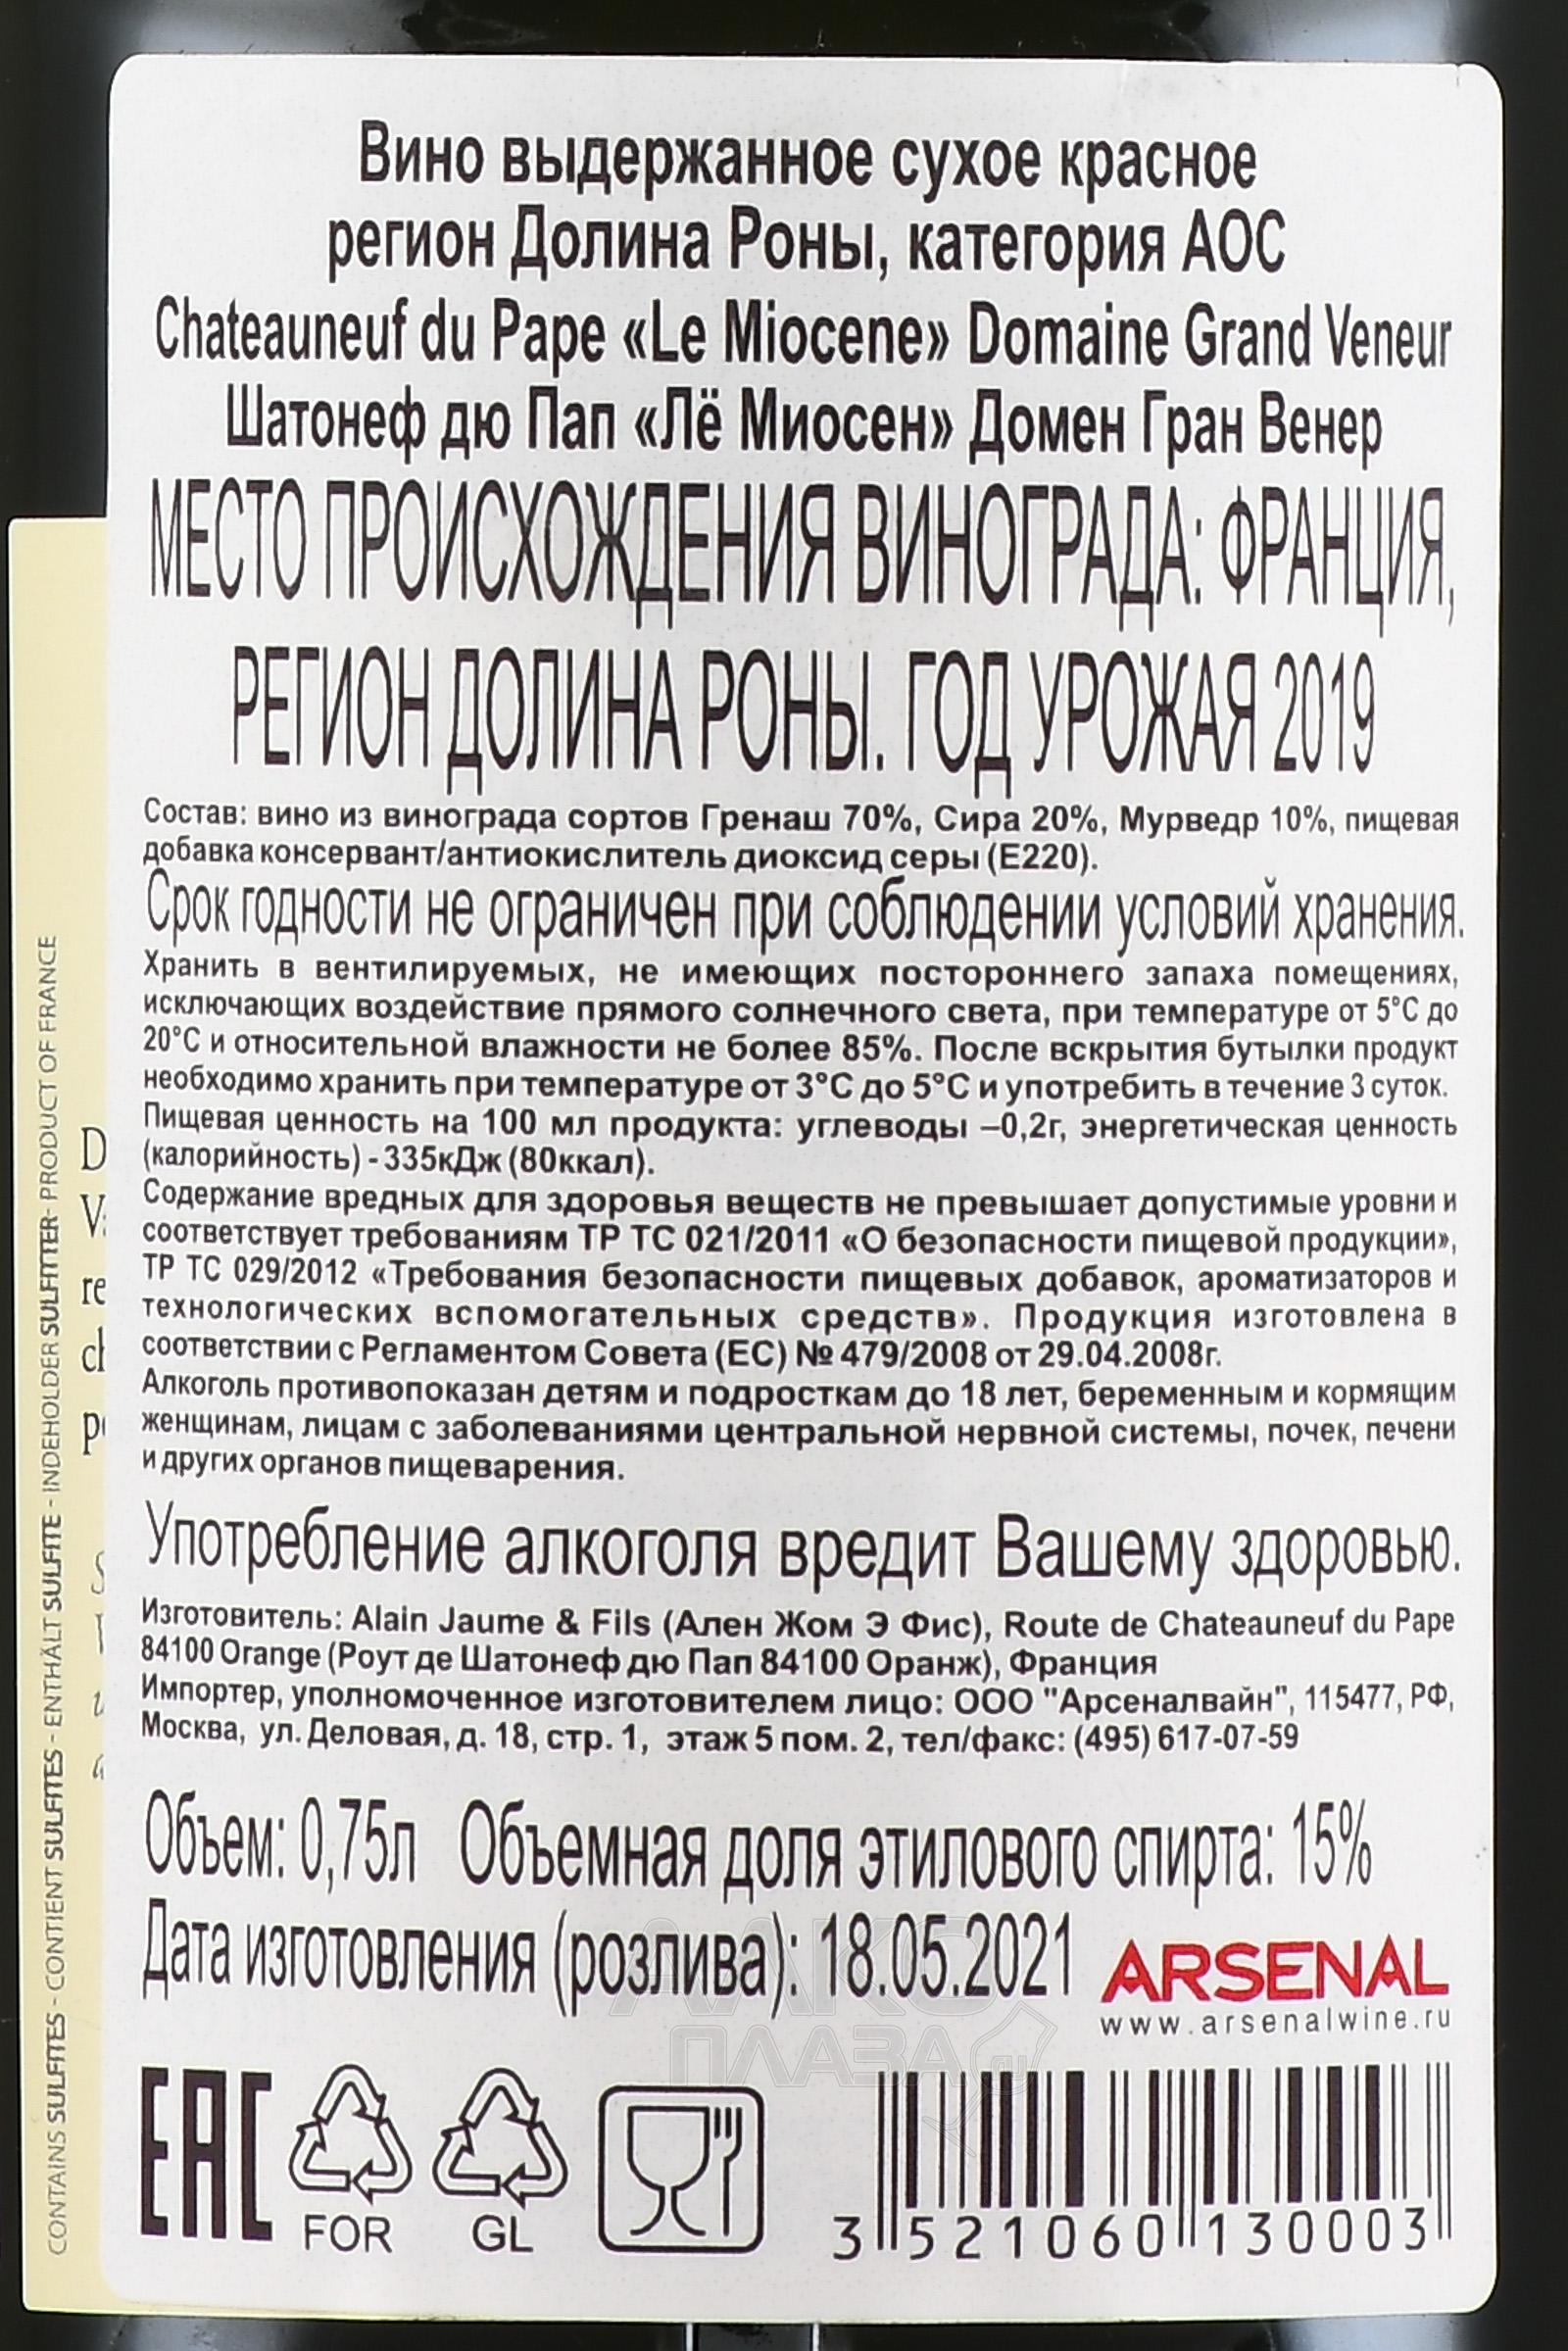 Вино выдержанное сухое красное
регион Долина Роны, категория AOC
Chateauneuf du Pape «Le Miocene» Domaine Grand Veneur
Шатонеф дю Пап «Лё Миосен» Домен Гран Венер
МЕСТО ПРОИСХОЖДЕНИЯ ВИНОГРАДА: ФРАНЦИЯ,
РЕГИОН ДОЛИНА РОНЫ. ГОД УРОЖАЯ 2019
Состав: вино из винограда сортов Гренаш 70%, Сира 20%, Мурведр 10%, пищевая
добавка консервант/антиокислитель диоксид серы (Е220).
Срок годности не ограничен при соблюдении условий хранения.
Хранить в вентилируемых, не имеющих постороннего запаха помещениях,
исключающих воздействие прямого солнечного света, при температуре от 5°С до
20°С и относительной влажности не более 85%. После вскрытия бутылки продукт
необходимо хранить при температуре от 3°С до 5°С и употребить в течение 3 суток.
Пищевая ценность на 100 мл продукта: углеводы –0,2г, энергетическая ценность
(калорийность) - 335кДж (80ккал).
Содержание вредных для здоровья веществ не превышает допустимые уровни и
соответствует требованиям ТР ТС 021/2011 «О безопасности пищевой продукции»,
ТР ТС 029/2012 «Требования безопасности пищевых добавок, ароматизаторов и
технологических вспомогательных средств». Продукция изготовлена в
соответствии с Регламентом Совета (ЕС) № 479/2008 от 29.04.2008г.
Алкоголь противопоказан детям и подросткам до 18 лет, беременным и кормящим
женщинам, лицам с заболеваниями центральной нервной системы, почек, печени
и других органов пищеварения.
Употребление алкоголя вредит Вашему здоровью.
Изготовитель: Alain Jaume & Fils (Ален Жом Э Фис), Route de Chateauneuf du Pape
84100 Orange (Роут де Шатонеф дю Пап 84100 Оранж), Франция
Импортер, уполномоченное изготовителем лицо: ООО "Арсеналвайн", 115477, РФ,
Москва, ул. Деловая, д. 18, стр. 1, этаж 5 пом. 2, тел/факс: (495) 617-07-59
Объем: 0,75л Объемная доля этилового спирта: 15%
Дата изготовления (розлива): 18.05.2021
ARSENAL
www.arsenalwine.ru
АЛКО
ПЛАЗА
ru
EAC
FOR
GL
3 521060 130003
CONTAINS SULFITES - CONTIENT SULFITES - ENTHÄLT SULFITE - INDEHOLDER SULFITTER - PRODUCT OF FRANCE